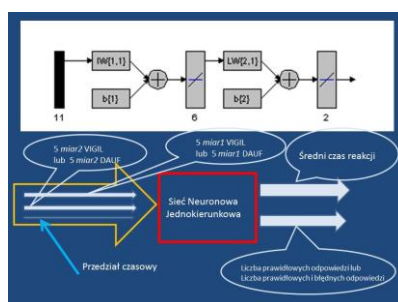 IW{1,1}
LW{2,1}
b{1}
b{2}
11
6
2
5 miar2 VIGIL
lub 5 miar2 DAUF
5 miar1 VIGIL
lub 5 miar1 DAUF
Średni czas reakcji
Sieć Neuronowa
Jednokierunkowa
Przedział czasowy
Liczba prawidłowych odpowiedzi lub
Liczba prawidłowych i błędnych odpowiedzi